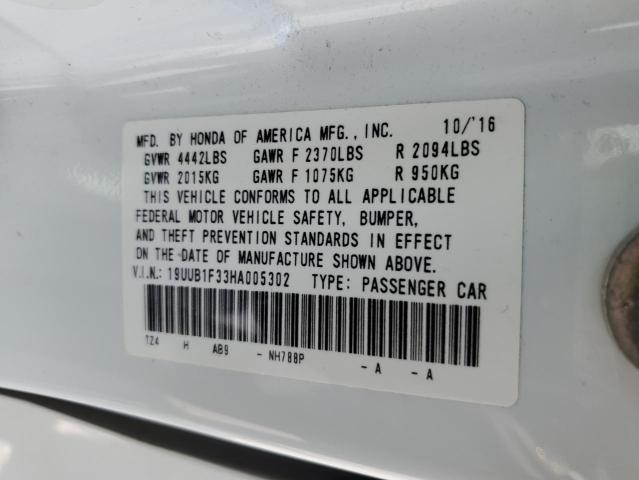 MFD. BY HONDA OF AMERICA MFG., INC. 10/'16
GVWR 4442LBS GAWR F 2370LBS R 2094LBS
GVWR 2015KG GAWR F 1075KG R 950KG
THIS VEHICLE CONFORMS TO ALL APPLICABLE
FEDERAL MOTOR VEHICLE SAFETY, BUMPER,
AND THEFT PREVENTION STANDARDS IN EFFECT
ON THE DATE OF MANUFACTURE SHOWN ABOVE.
V.I.N.: 19UUB1F33HA005302 TYPE: PASSENGER CAR
TZ4 H AB9 - NH788P - A - A